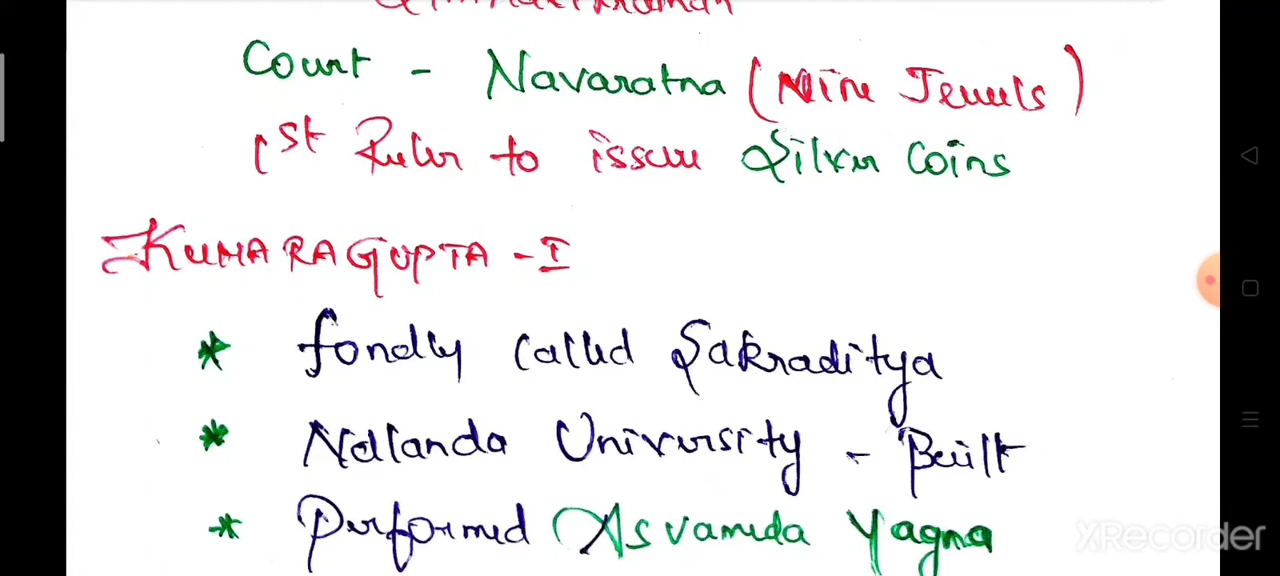 Court - Navaratna (Nine Jewels)
1st Ruler to issue Silver Coins
KUMARAGUPTA - I
* fondly called Sakraditya
* Nalanda University - Built
* Performed Asvameda Yagna
XRecorder